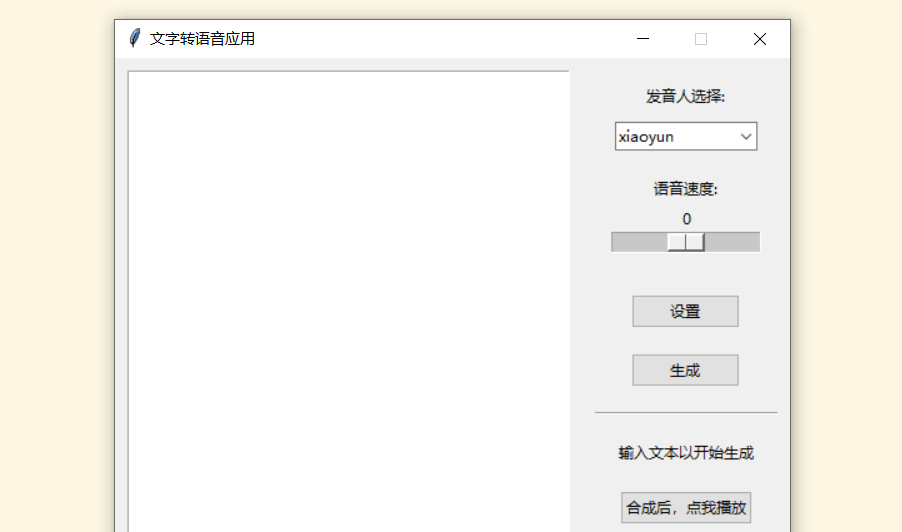 文字转语音应用
发音人选择:
xiaoyun
语音速度:
0
设置
生成
输入文本以开始生成
合成后，点我播放